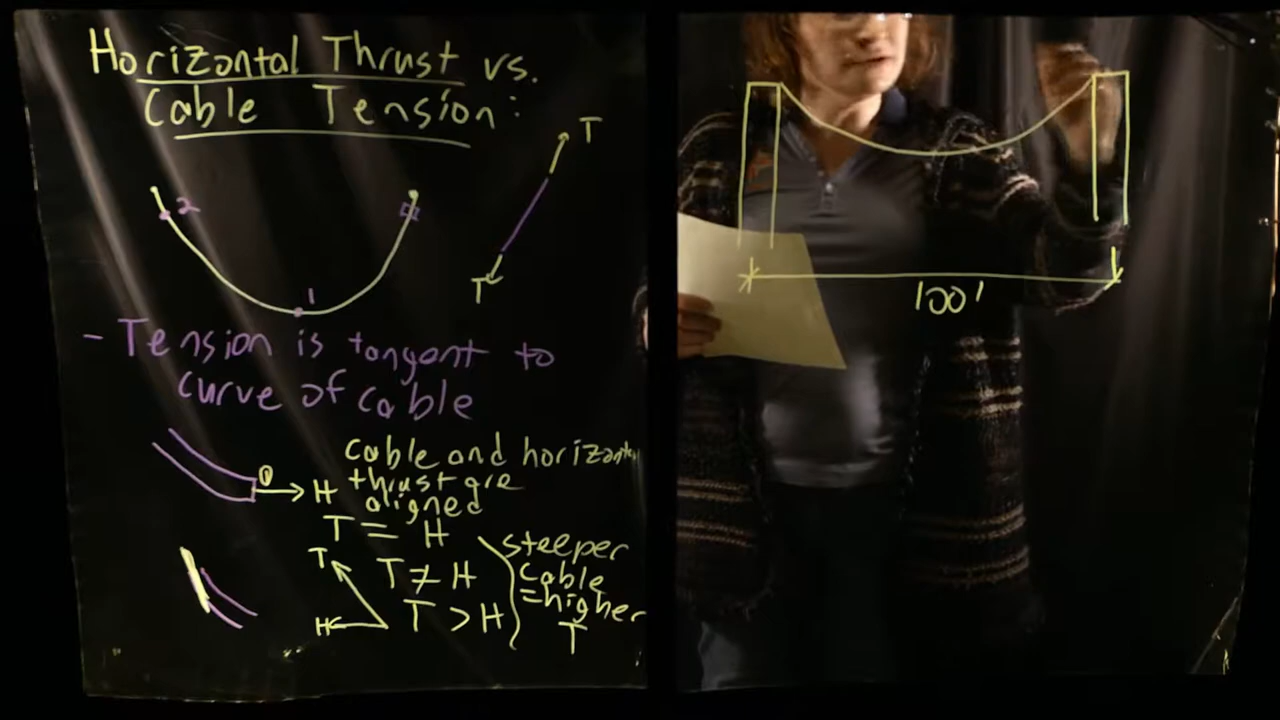 Horizontal Thrust vs.
Cable Tension:
T
2
1
T
- Tension is tangent to
curve of cable
cable and horizontal
thrust are
aligned
① H
T = H
T
T ≠ H
H T > H
steeper
cable
= higher
T
100'